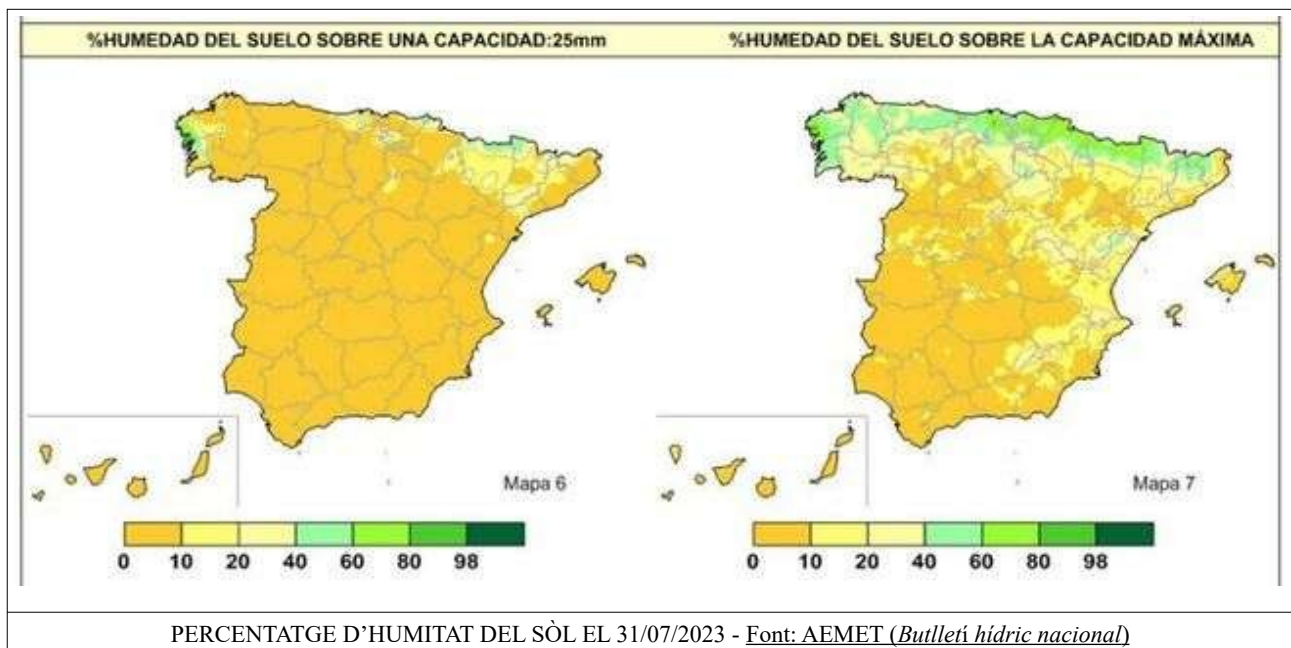 %HUMEDAD DEL SUELO SOBRE UNA CAPACIDAD:25mm
%HUMEDAD DEL SUELO SOBRE LA CAPACIDAD MÁXIMA
Mapa 6
Mapa 7
0 10 20 40 60 80 98
0 10 20 40 60 80 98
PERCENTATGE D’HUMITAT DEL SÒL EL 31/07/2023 - Font: AEMET (Butlletí hídric nacional)